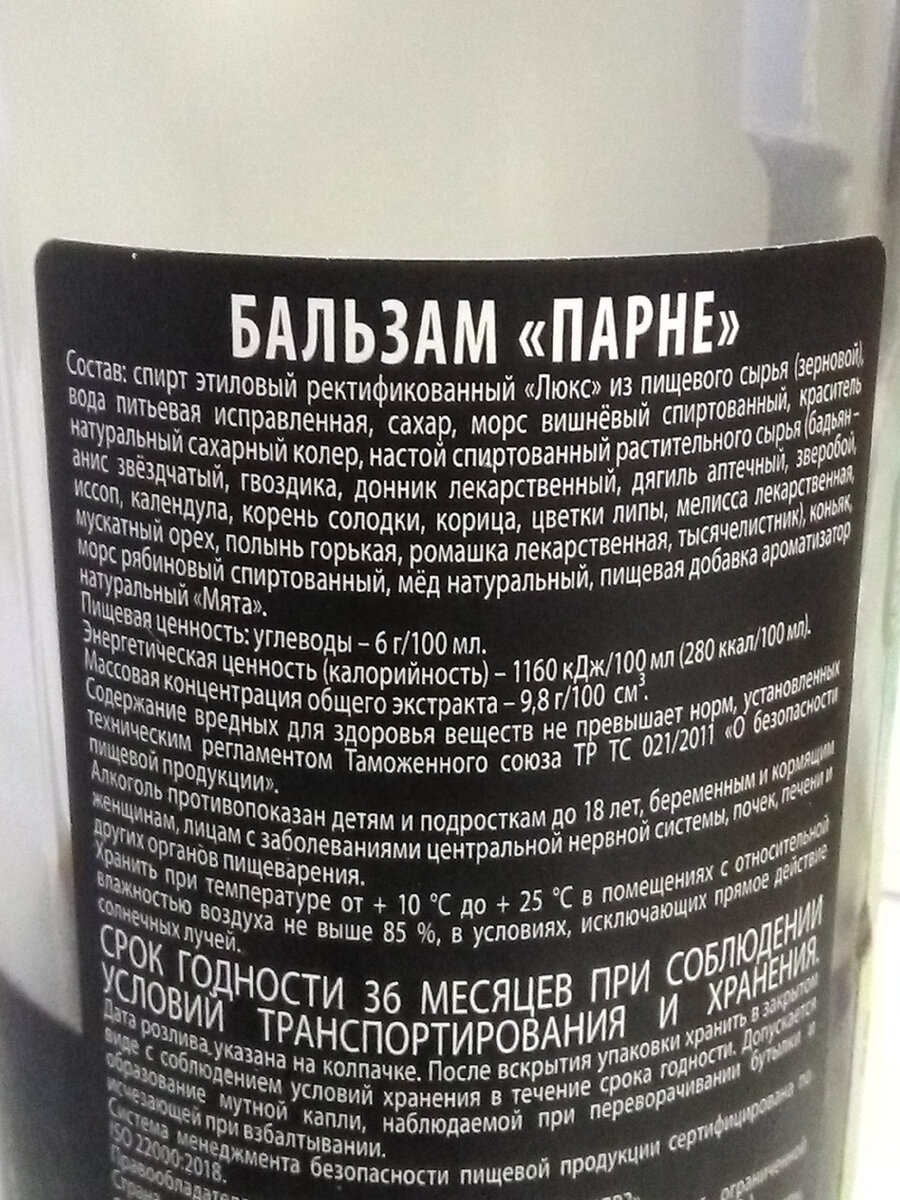 БАЛЬЗАМ «ПАРНЕ»
Состав: спирт этиловый ректификованный «Люкс» из пищевого сырья (зерновой),
вода питьевая исправленная, сахар, морс вишнёвый спиртованный, краситель
натуральный сахарный колер, настой спиртованный растительного сырья (бадьян–
анис звёздчатый, гвоздика, донник лекарственный, дягиль аптечный, зверобой,
иссоп, календула, корень солодки, корица, цветки липы, мелисса лекарственная,
мускатный орех, полынь горькая, ромашка лекарственная, тысячелистник), коньяк,
морс рябиновый спиртованный, мёд натуральный, пищевая добавка ароматизатор
натуральный «Мята».
Пищевая ценность: углеводы – 6 г/100 мл.
Энергетическая ценность (калорийность) – 1160 кДж/100 мл (280 ккал/100 мл).
Массовая концентрация общего экстракта – 9,8 г/100 см³.
Содержание вредных для здоровья веществ не превышает норм, установленных
техническим регламентом Таможенного союза ТР ТС 021/2011 «О безопасности
пищевой продукции».
Алкоголь противопоказан детям и подросткам до 18 лет, беременным и кормящим
женщинам, лицам с заболеваниями центральной нервной системы, почек, печени и
других органов пищеварения.
Хранить при температуре от + 10 °С до + 25 °С в помещениях с относительной
влажностью воздуха не выше 85 %, в условиях, исключающих прямое действие
солнечных лучей.
СРОК ГОДНОСТИ 36 МЕСЯЦЕВ ПРИ СОБЛЮДЕНИИ
УСЛОВИЙ ТРАНСПОРТИРОВАНИЯ И ХРАНЕНИЯ.
Дата розлива указана на колпачке. После вскрытия упаковки хранить в закрытом
виде с соблюдением условий хранения в течение срока годности. Допускается
образование мутной капли, наблюдаемой при переворачивании бутылки и
исчезающей при взбалтывании.
Система менеджмента безопасности пищевой продукции сертифицирована по
ISO 22000:2018.
Правообладатель ограниченной
Страна